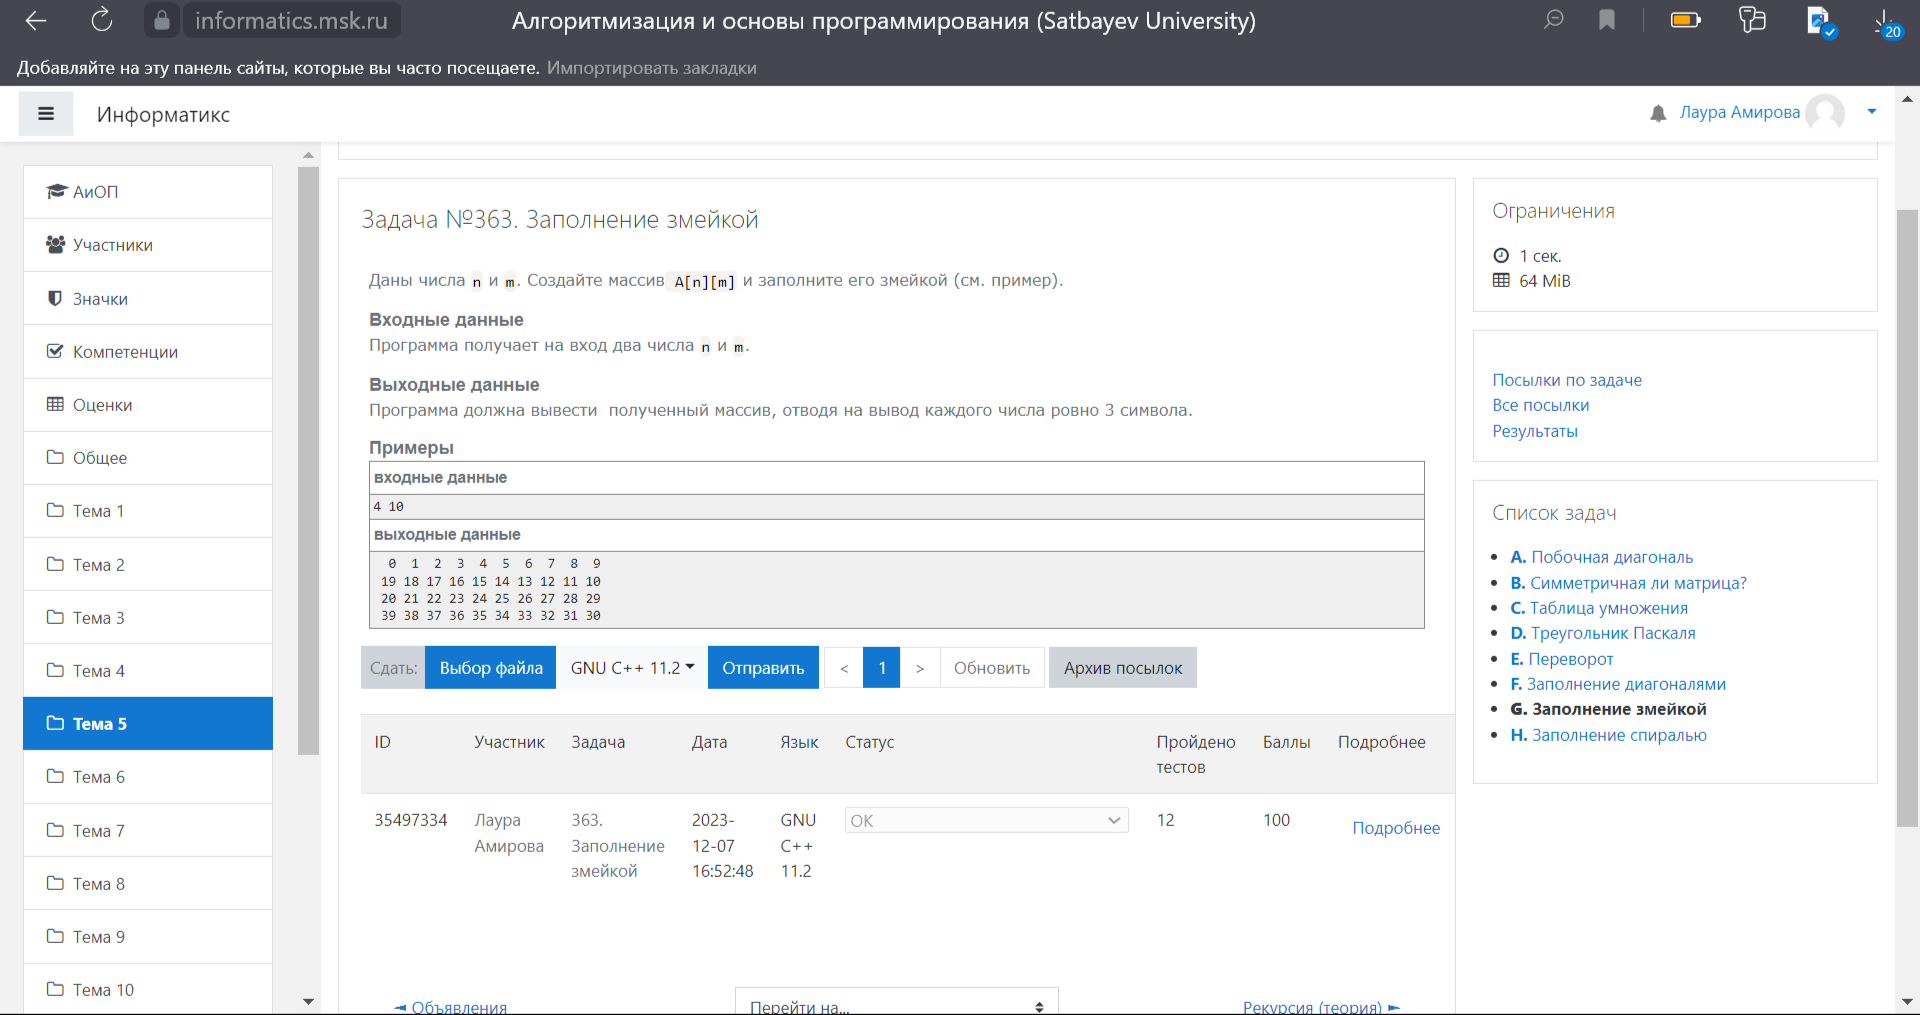 informatics.msk.ru
Алгоритмизация и основы программирования (Satbayev University)
20
Добавляйте на эту панель сайты, которые вы часто посещаете. Импортировать закладки
Информатикс
Лаура Амирова
АиОП
Участники
Значки
Компетенции
Оценки
Общее
Тема 1
Тема 2
Тема 3
Тема 4
Тема 5
Тема 6
Тема 7
Тема 8
Тема 9
Тема 10
Задача №363. Заполнение змейкой
Даны числа n и m. Создайте массив A[n][m] и заполните его змейкой (см. пример).
Входные данные
Программа получает на вход два числа n и m.
Выходные данные
Программа должна вывести полученный массив, отводя на вывод каждого числа ровно 3 символа.
Примеры
входные данные
4 10
выходные данные
0 1 2 3 4 5 6 7 8 9
19 18 17 16 15 14 13 12 11 10
20 21 22 23 24 25 26 27 28 29
39 38 37 36 35 34 33 32 31 30
Сдать: Выбор файла GNU C++ 11.2 Отправить < 1 > Обновить Архив посылок
ID Участник Задача Дата Язык Статус Пройдено тестов Баллы Подробнее
35497334 Лаура Амирова 363. Заполнение змейкой 2023-12-07 16:52:48 GNU C++ 11.2 OK 12 100 Подробнее
◄ Объявления
Перейти на...
Рекурсия (теория) ►
Ограничения
1 сек.
64 MiB
Посылки по задаче
Все посылки
Результаты
Список задач
A. Побочная диагональ
B. Симметричная ли матрица?
C. Таблица умножения
D. Треугольник Паскаля
E. Переворот
F. Заполнение диагоналями
G. Заполнение змейкой
H. Заполнение спиралью